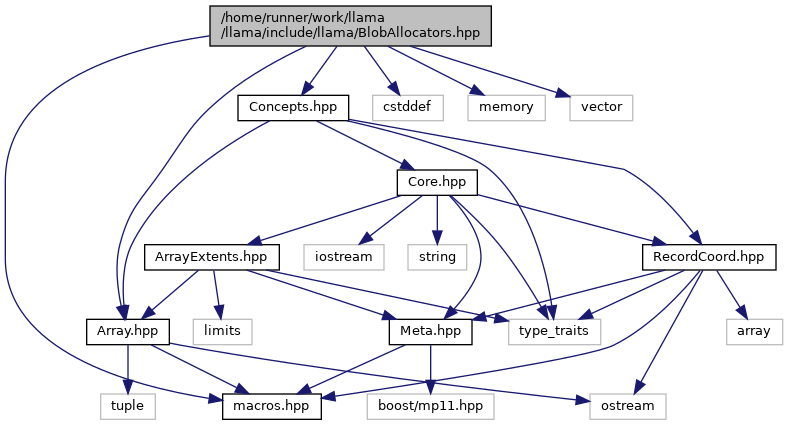 /home/runner/work/llama
/llama/include/llama/BlobAllocators.hpp
Concepts.hpp
cstddef
memory
vector
Core.hpp
ArrayExtents.hpp
iostream
string
RecordCoord.hpp
Array.hpp
limits
Meta.hpp
type_traits
array
tuple
macros.hpp
boost/mp11.hpp
ostream